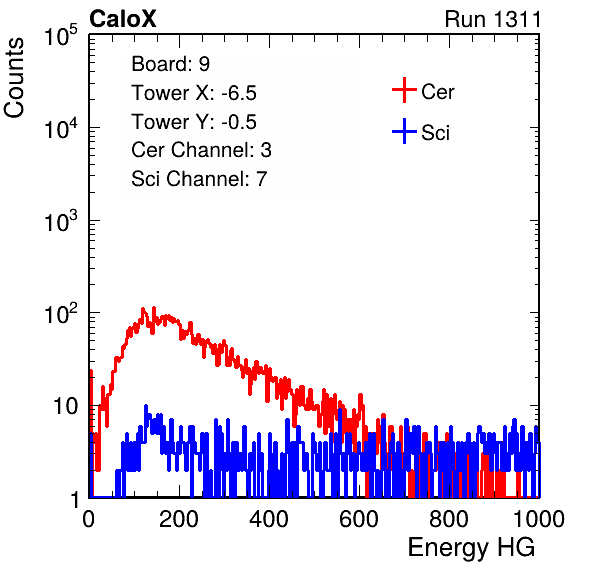 CaloX Run 1311
Counts
10^5
10^4
10^3
10^2
10
1
Board: 9
Tower X: -6.5
Tower Y: -0.5
Cer Channel: 3
Sci Channel: 7
Cer
Sci
0 200 400 600 800 1000
Energy HG